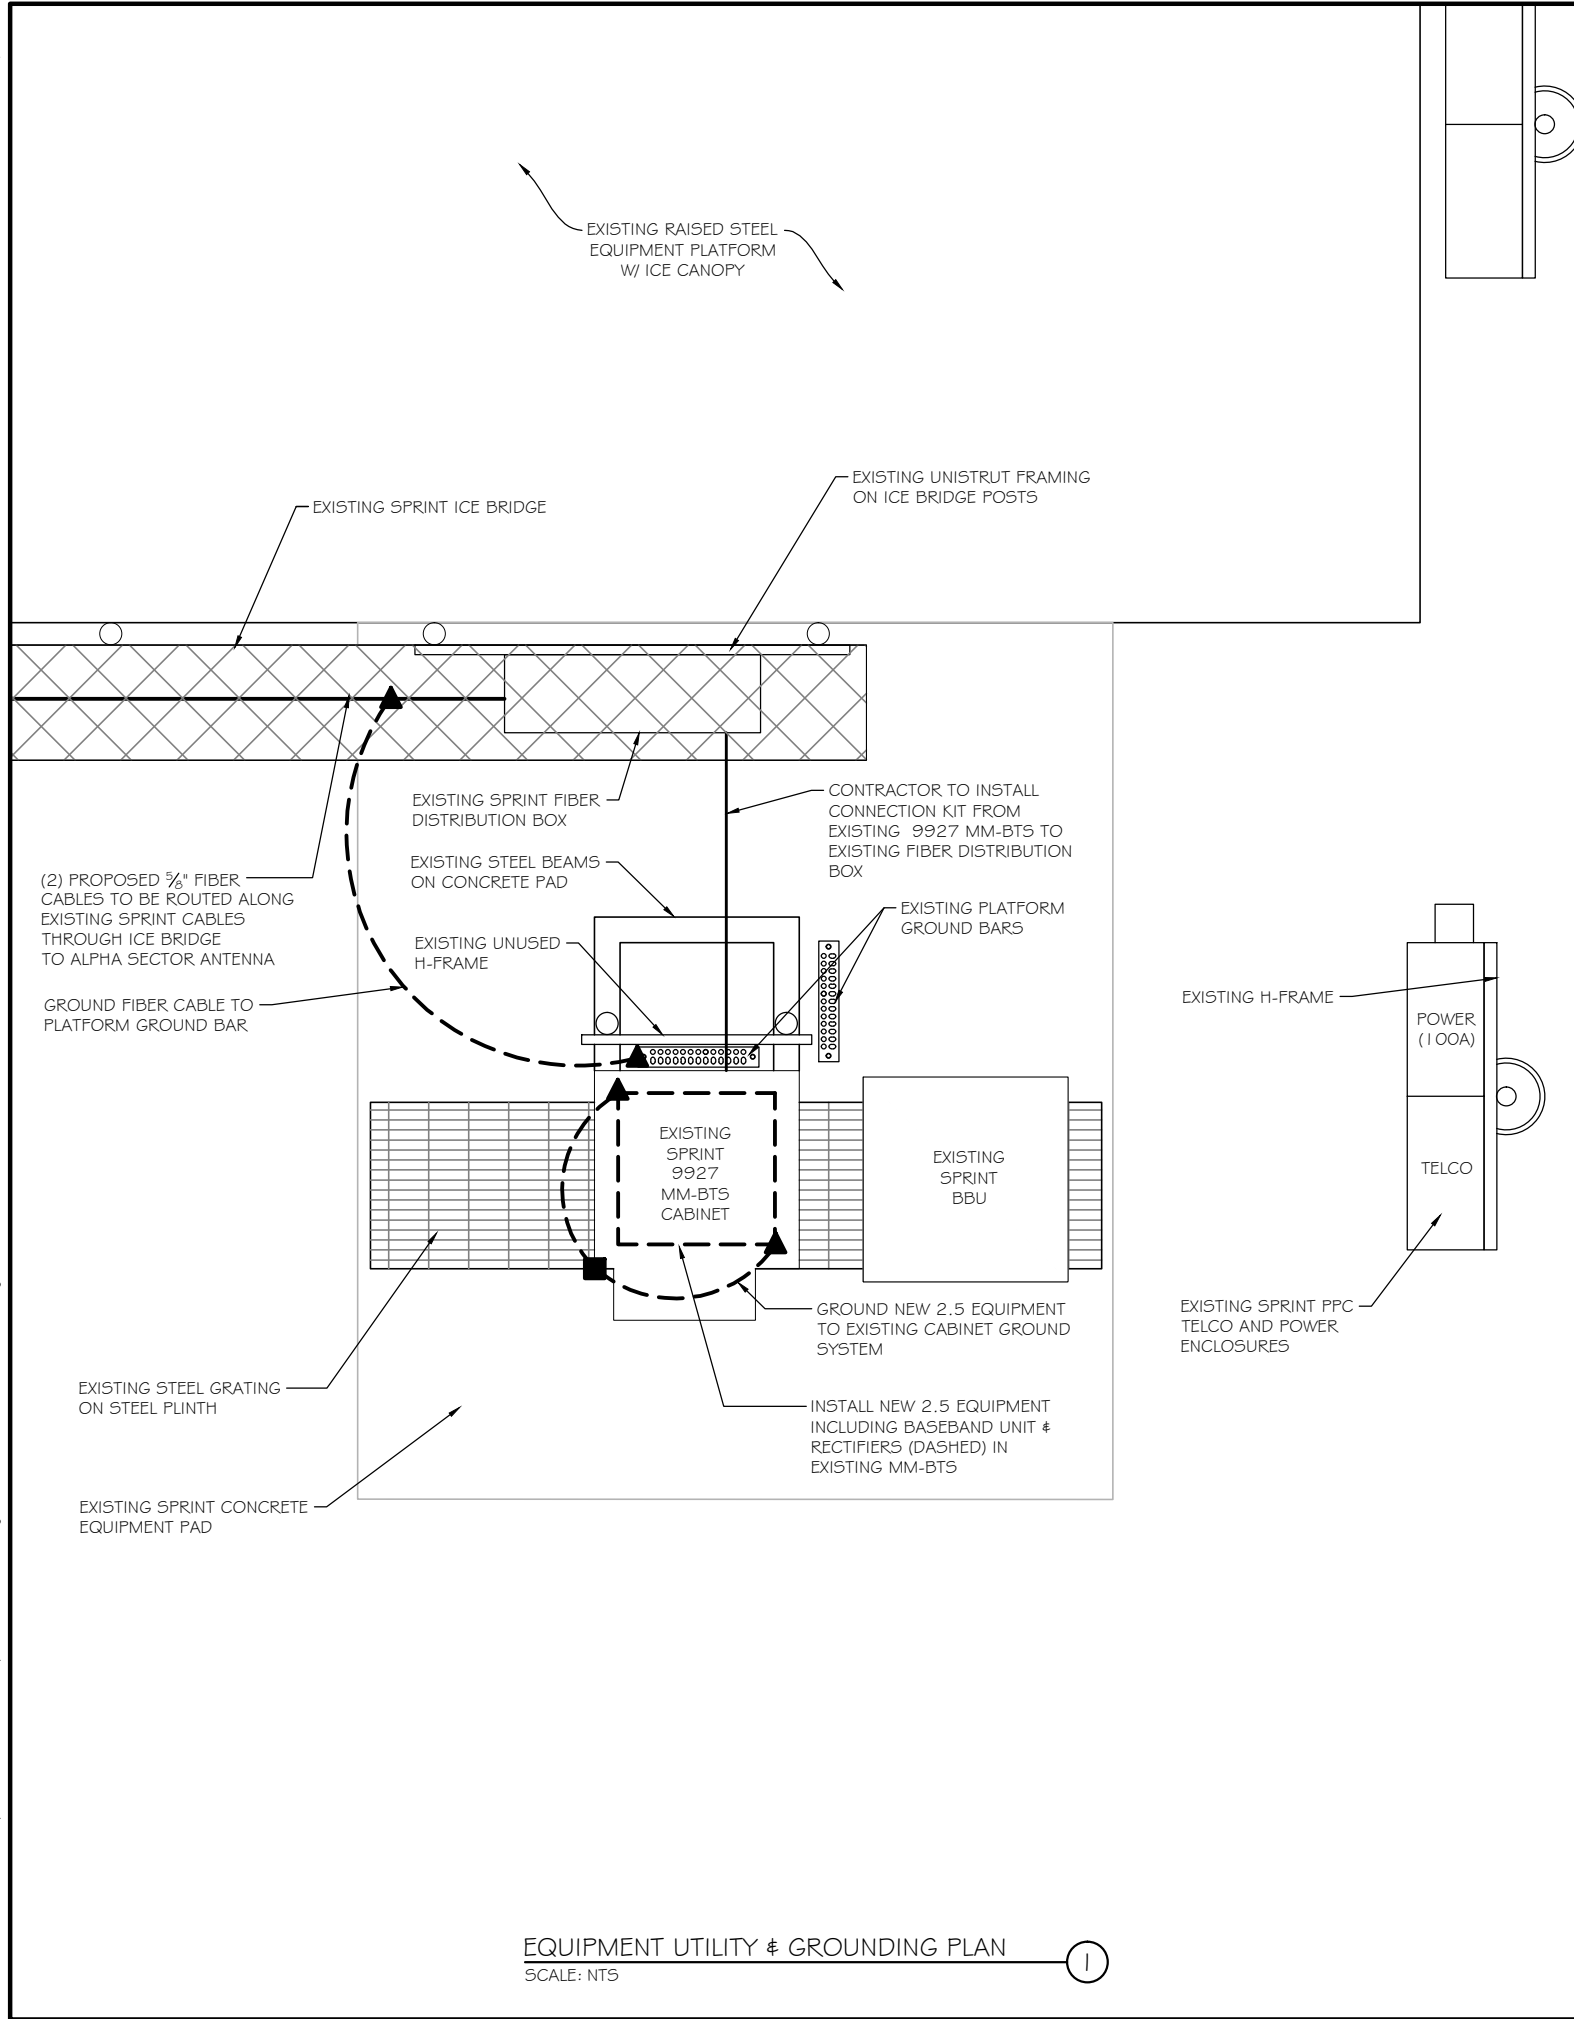 EXISTING RAISED STEEL
EQUIPMENT PLATFORM
W/ ICE CANOPY
EXISTING UNISTRUT FRAMING
ON ICE BRIDGE POSTS
EXISTING SPRINT ICE BRIDGE
EXISTING SPRINT FIBER
DISTRIBUTION BOX
CONTRACTOR TO INSTALL
CONNECTION KIT FROM
EXISTING 9927 MM-BTS TO
EXISTING FIBER DISTRIBUTION
BOX
EXISTING STEEL BEAMS
ON CONCRETE PAD
(2) PROPOSED 5/8" FIBER
CABLES TO BE ROUTED ALONG
EXISTING SPRINT CABLES
THROUGH ICE BRIDGE
TO ALPHA SECTOR ANTENNA
EXISTING PLATFORM
GROUND BARS
EXISTING UNUSED
H-FRAME
GROUND FIBER CABLE TO
PLATFORM GROUND BAR
EXISTING H-FRAME
POWER
(100A)
TELCO
EXISTING
SPRINT
9927
MM-BTS
CABINET
EXISTING
SPRINT
BBU
GROUND NEW 2.5 EQUIPMENT
TO EXISTING CABINET GROUND
SYSTEM
EXISTING SPRINT PPC
TELCO AND POWER
ENCLOSURES
EXISTING STEEL GRATING
ON STEEL PLINTH
INSTALL NEW 2.5 EQUIPMENT
INCLUDING BASEBAND UNIT &
RECTIFIERS (DASHED) IN
EXISTING MM-BTS
EXISTING SPRINT CONCRETE
EQUIPMENT PAD
EQUIPMENT UTILITY & GROUNDING PLAN
1
SCALE: NTS